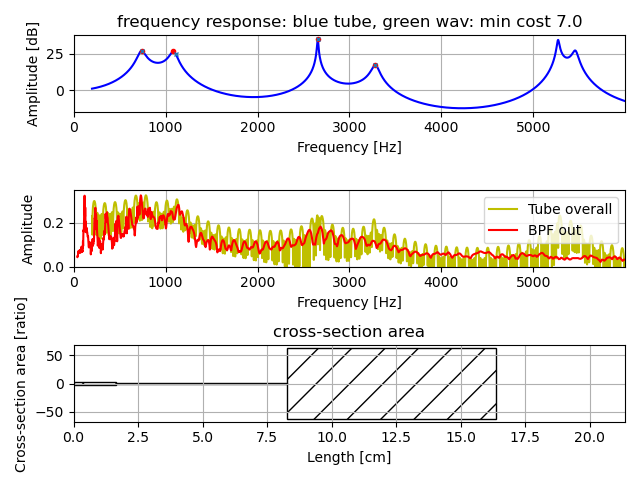 frequency response: blue tube, green wav: min cost 7.0
Amplitude [dB]
25
0
0 1000 2000 3000 4000 5000
Frequency [Hz]
Amplitude
0.2
0.0
Tube overall
BPF out
0 1000 2000 3000 4000 5000
Frequency [Hz]
cross-section area
Cross-section area [ratio]
50
0
−50
0.0 2.5 5.0 7.5 10.0 12.5 15.0 17.5 20.0
Length [cm]